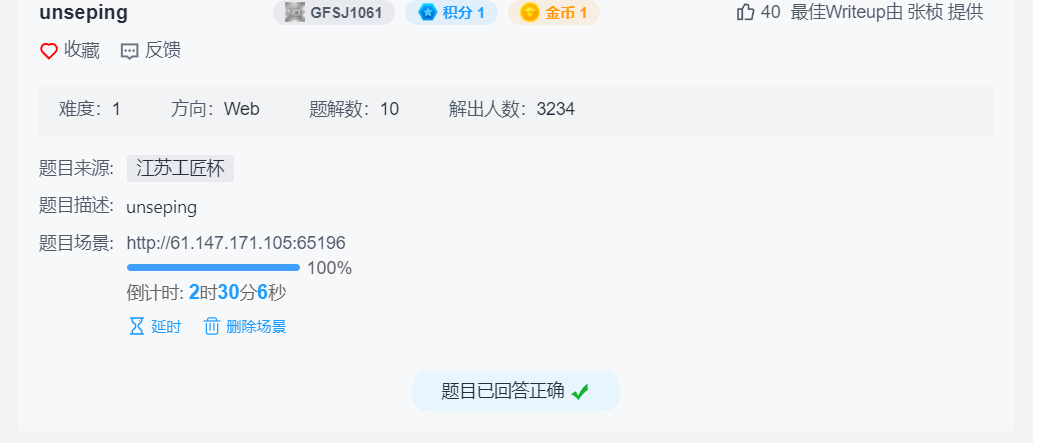 unseping GFSJ1061 积分 1 金币 1 40 最佳Writeup由 张桢 提供
收藏 反馈
难度：1 方向：Web 题解数：10 解出人数：3234
题目来源: 江苏工匠杯
题目描述: unseping
题目场景: http://61.147.171.105:65196
100%
倒计时: 2时30分6秒
延时 删除场景
题目已回答正确